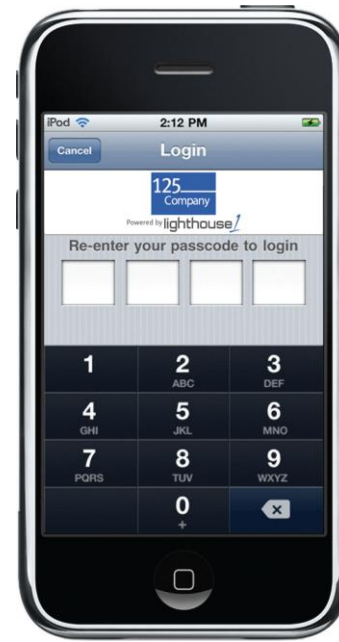 iPod 2:12 PM
Cancel Login
125
Company
Powered by lighthouse1
Re-enter your passcode to login
1 2 3
ABC DEF
4 5 6
GHI JKL MNO
7 8 9
PQRS TUV WXYZ
0
+